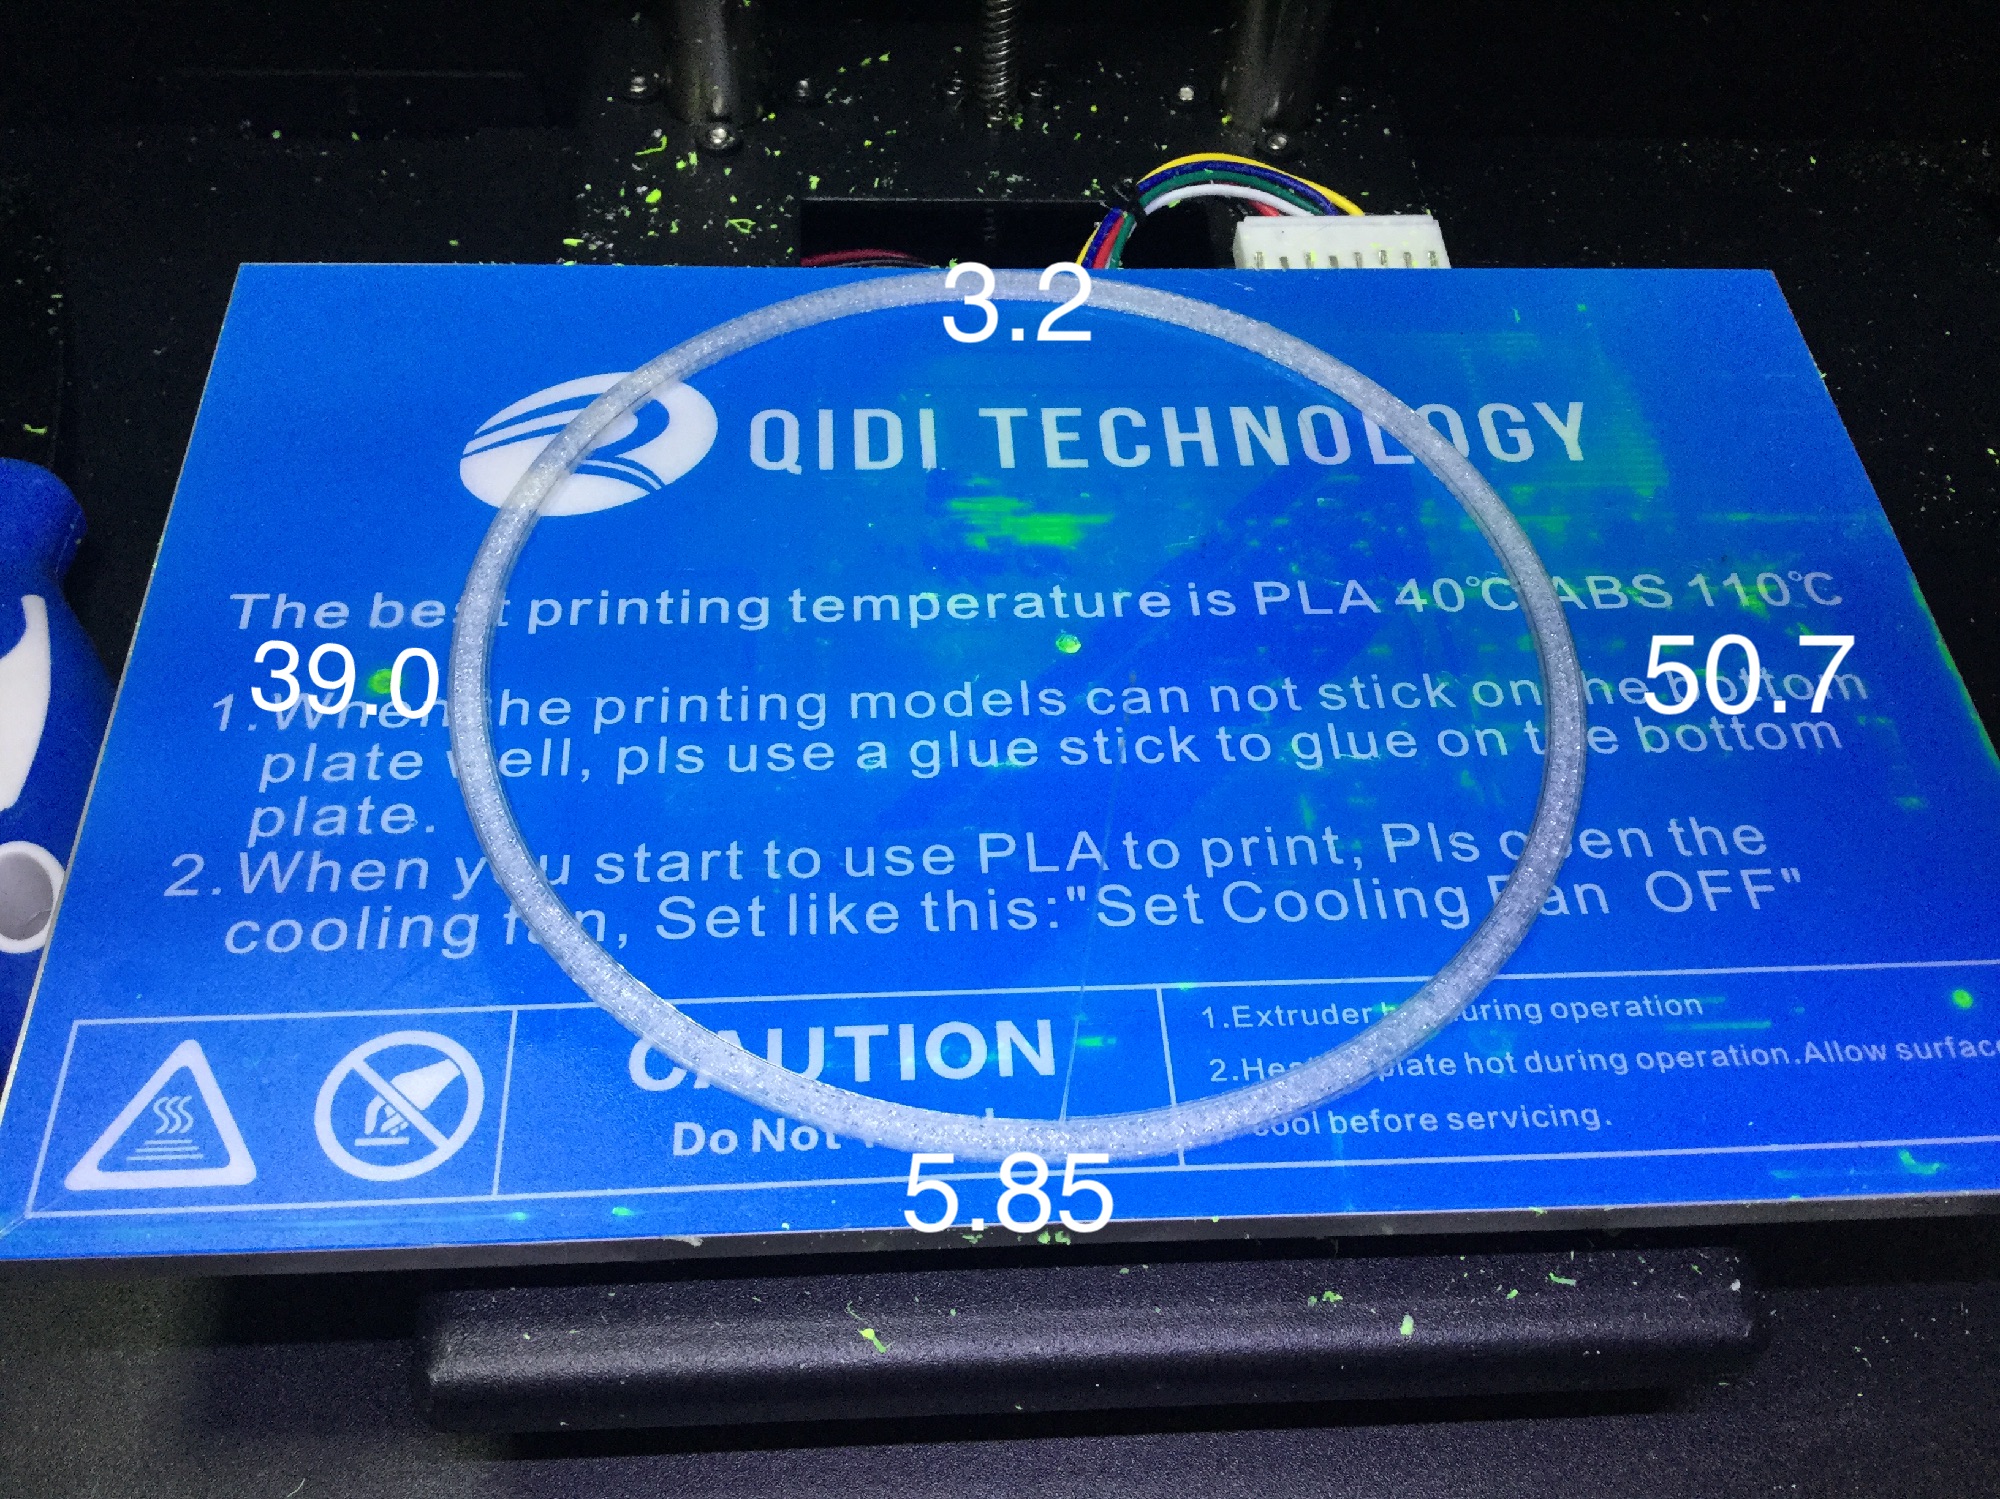 3.2
QIDI TECHNOLOGY
The best printing temperature is PLA 40℃ ABS 110℃
39.0
50.7
1.When the printing models can not stick on the bottom
plate well, pls use a glue stick to glue on the bottom
plate.
2.When you start to use PLA to print, Pls open the
cooling fan, Set like this:"Set Cooling Fan OFF"
CAUTION
Do Not
1.Extruder during operation
2. plate hot during operation.Allow surface
cool before servicing.
5.85